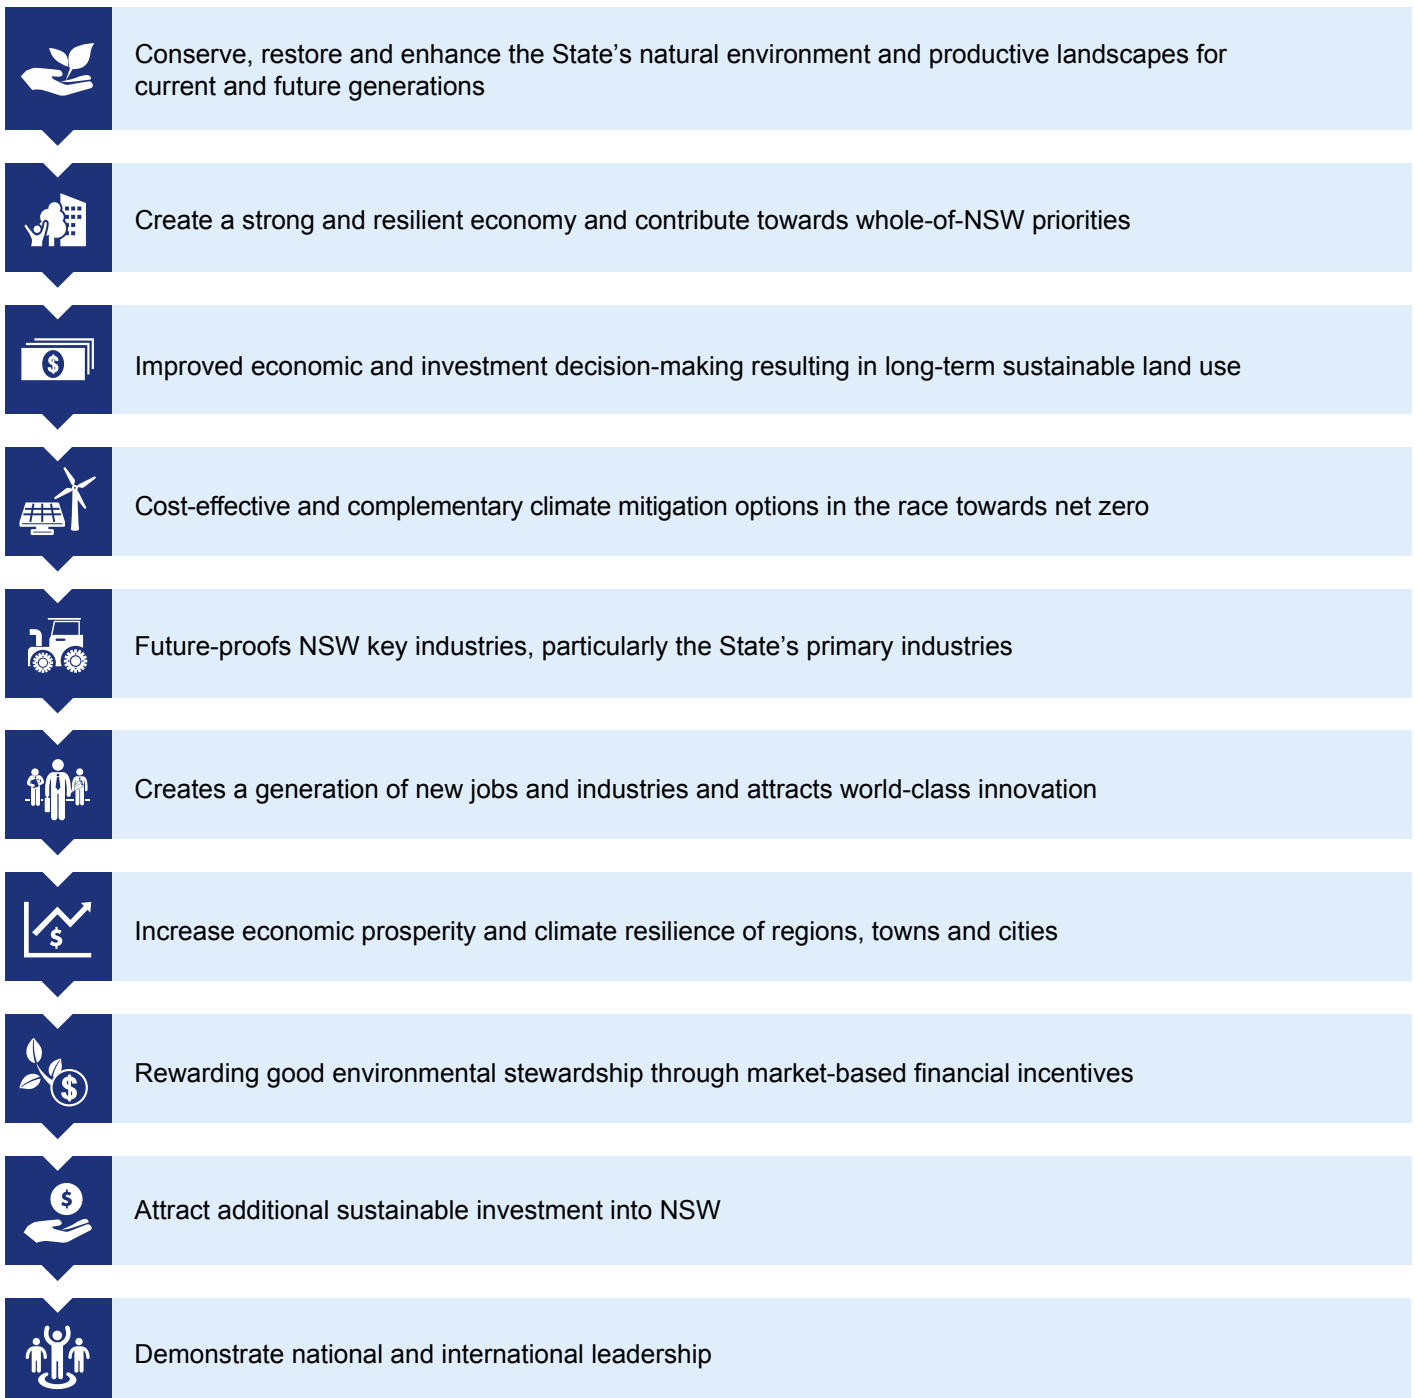 Conserve, restore and enhance the State’s natural environment and productive landscapes for
current and future generations
Create a strong and resilient economy and contribute towards whole-of-NSW priorities
$
Improved economic and investment decision-making resulting in long-term sustainable land use
Cost-effective and complementary climate mitigation options in the race towards net zero
Future-proofs NSW key industries, particularly the State’s primary industries
Creates a generation of new jobs and industries and attracts world-class innovation
$
Increase economic prosperity and climate resilience of regions, towns and cities
$
Rewarding good environmental stewardship through market-based financial incentives
$
Attract additional sustainable investment into NSW
Demonstrate national and international leadership